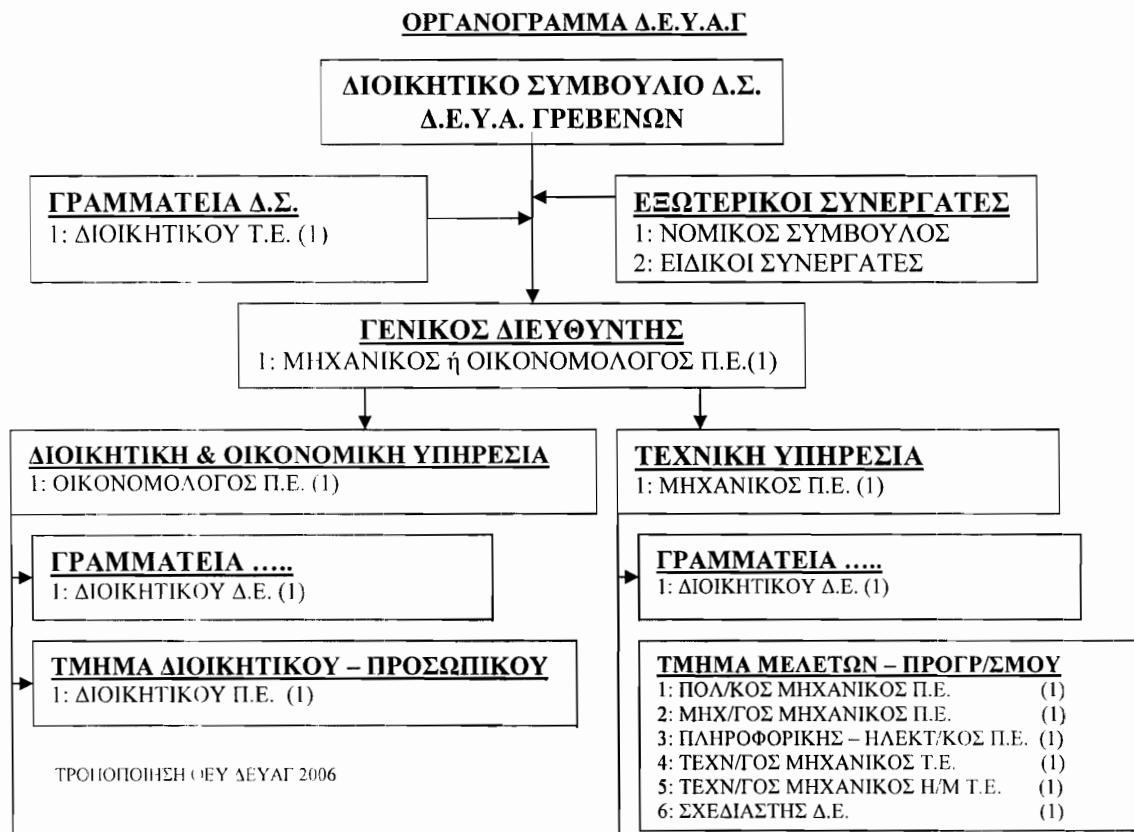 ΟΡΓΑΝΟΓΡΑΜΜΑ Δ.Ε.Υ.Α.Γ
ΔΙΟΙΚΗΤΙΚΟ ΣΥΜΒΟΥΛΙΟ Δ.Σ.
Δ.Ε.Υ.Α. ΓΡΕΒΕΝΩΝ
ΓΡΑΜΜΑΤΕΙΑ Δ.Σ.
1: ΔΙΟΙΚΗΤΙΚΟΥ Τ.Ε. (1)
ΕΞΩΤΕΡΙΚΟΙ ΣΥΝΕΡΓΑΤΕΣ
1: ΝΟΜΙΚΟΣ ΣΥΜΒΟΥΛΟΣ
2: ΕΙΔΙΚΟΙ ΣΥΝΕΡΓΑΤΕΣ
ΓΕΝΙΚΟΣ ΔΙΕΥΘΥΝΤΗΣ
1: ΜΗΧΑΝΙΚΟΣ ή ΟΙΚΟΝΟΜΟΛΟΓΟΣ Π.Ε.(1)
ΔΙΟΙΚΗΤΙΚΗ & ΟΙΚΟΝΟΜΙΚΗ ΥΠΗΡΕΣΙΑ
1: ΟΙΚΟΝΟΜΟΛΟΓΟΣ Π.Ε. (1)
ΓΡΑΜΜΑΤΕΙΑ .....
1: ΔΙΟΙΚΗΤΙΚΟΥ Δ.Ε. (1)
ΤΜΗΜΑ ΔΙΟΙΚΗΤΙΚΟΥ – ΠΡΟΣΩΠΙΚΟΥ
1: ΔΙΟΙΚΗΤΙΚΟΥ Π.Ε. (1)
ΤΕΧΝΙΚΗ ΥΠΗΡΕΣΙΑ
1: ΜΗΧΑΝΙΚΟΣ Π.Ε. (1)
ΓΡΑΜΜΑΤΕΙΑ .....
1: ΔΙΟΙΚΗΤΙΚΟΥ Δ.Ε. (1)
ΤΜΗΜΑ ΜΕΛΕΤΩΝ – ΠΡΟΓΡ/ΣΜΟΥ
1: ΠΟΛ/ΚΟΣ ΜΗΧΑΝΙΚΟΣ Π.Ε. (1)
2: ΜΗΧ/ΓΟΣ ΜΗΧΑΝΙΚΟΣ Π.Ε. (1)
3: ΠΛΗΡΟΦΟΡΙΚΗΣ – ΗΛΕΚΤ/ΚΟΣ Π.Ε. (1)
4: ΤΕΧΝ/ΓΟΣ ΜΗΧΑΝΙΚΟΣ Τ.Ε. (1)
5: ΤΕΧΝ/ΓΟΣ ΜΗΧΑΝΙΚΟΣ Η/Μ Τ.Ε. (1)
6: ΣΧΕΔΙΑΣΤΗΣ Δ.Ε. (1)
ΤΡΟΠΟΠΟΙΗΣΗ ΟΕΥ ΔΕΥΑΓ 2006